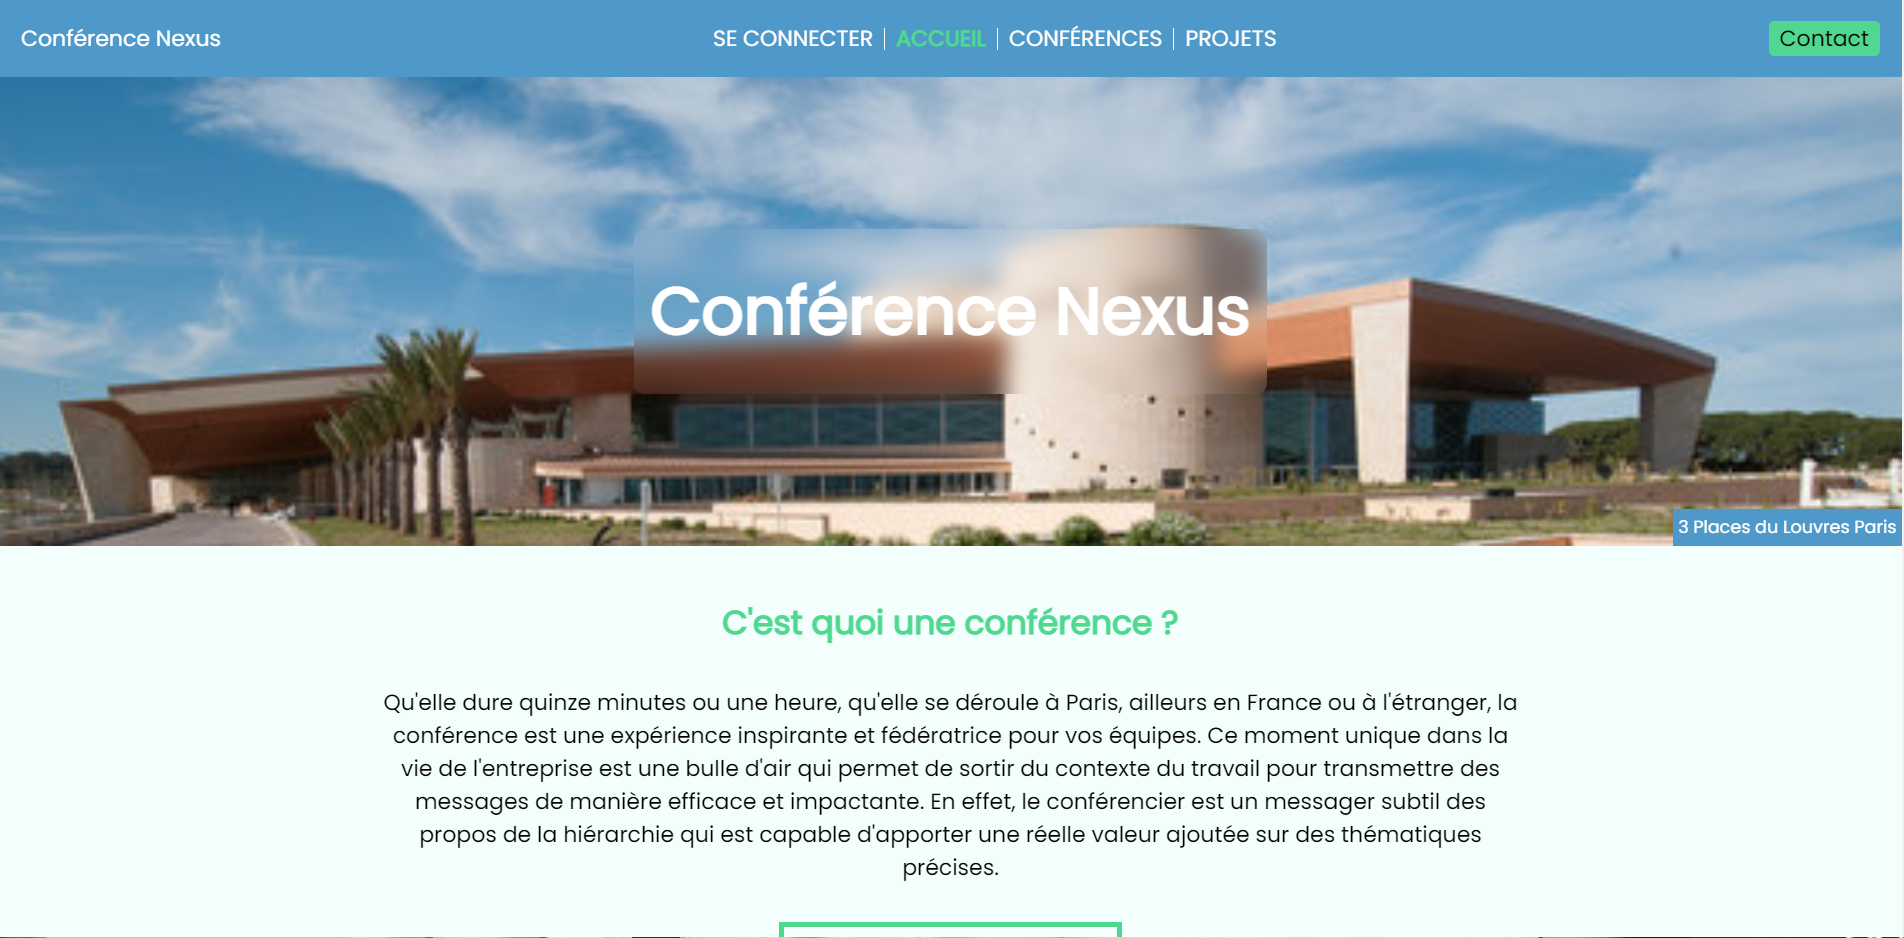 Conférence Nexus
SE CONNECTER
ACCUEIL
CONFÉRENCES
PROJETS
Contact
Conférence Nexus
3 Places du Louvres Paris
C'est quoi une conférence ?
Qu'elle dure quinze minutes ou une heure, qu'elle se déroule à Paris, ailleurs en France ou à l'étranger, la
conférence est une expérience inspirante et fédératrice pour vos équipes. Ce moment unique dans la
vie de l'entreprise est une bulle d'air qui permet de sortir du contexte du travail pour transmettre des
messages de manière efficace et impactante. En effet, le conférencier est un messager subtil des
propos de la hiérarchie qui est capable d'apporter une réelle valeur ajoutée sur des thématiques
précises.